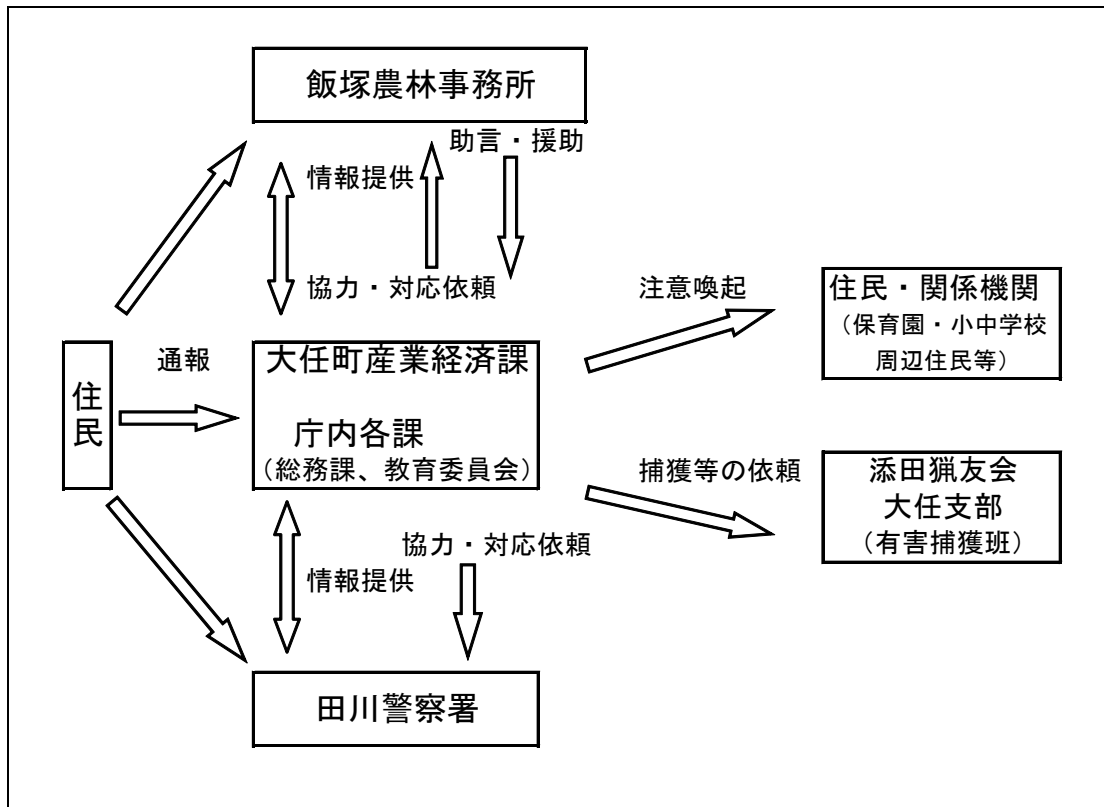 飯塚農林事務所
助言・援助
情報提供
協力・対応依頼
注意喚起
住民・関係機関
（保育園・小中学校
周辺住民等）
通報
住民
大任町産業経済課
庁内各課
（総務課、教育委員会）
捕獲等の依頼
添田猟友会
大任支部
（有害捕獲班）
協力・対応依頼
情報提供
田川警察署